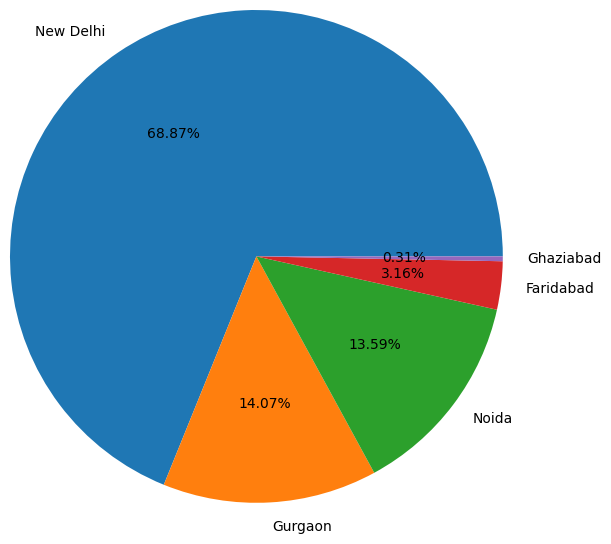 New Delhi
68.87%
0.31%
Ghaziabad
3.16%
Faridabad
13.59%
14.07%
Noida
Gurgaon